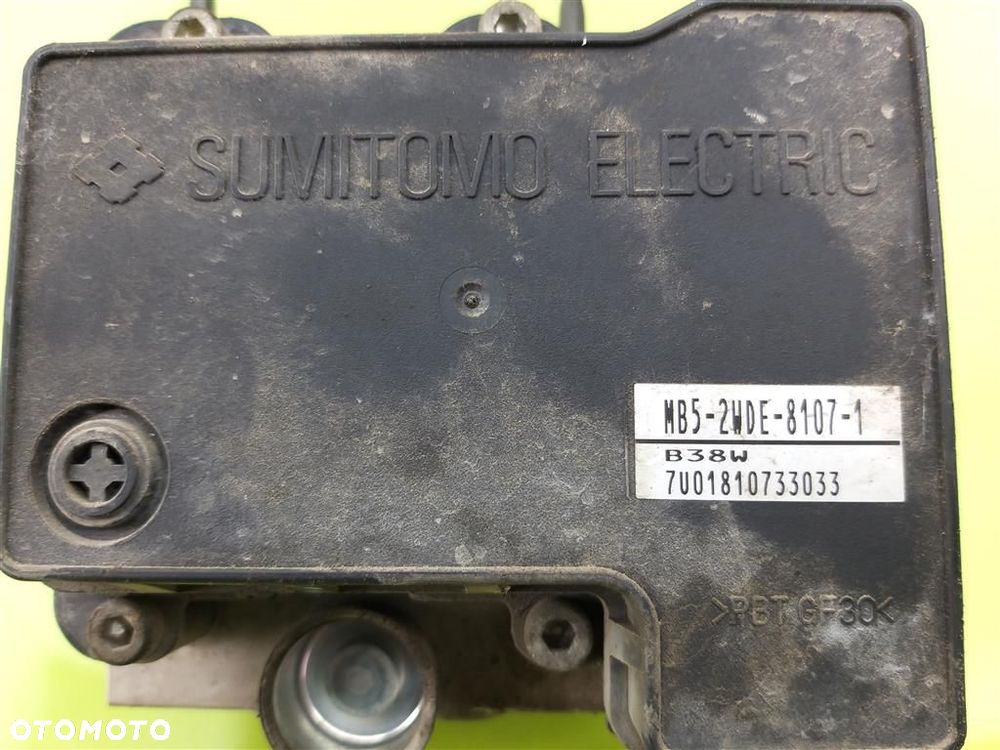 SUMITOMO ELECTRIC
MB5-2WDE-8107-1
B38W
7U01810733033
>PBT GF30<
OTOMOTO